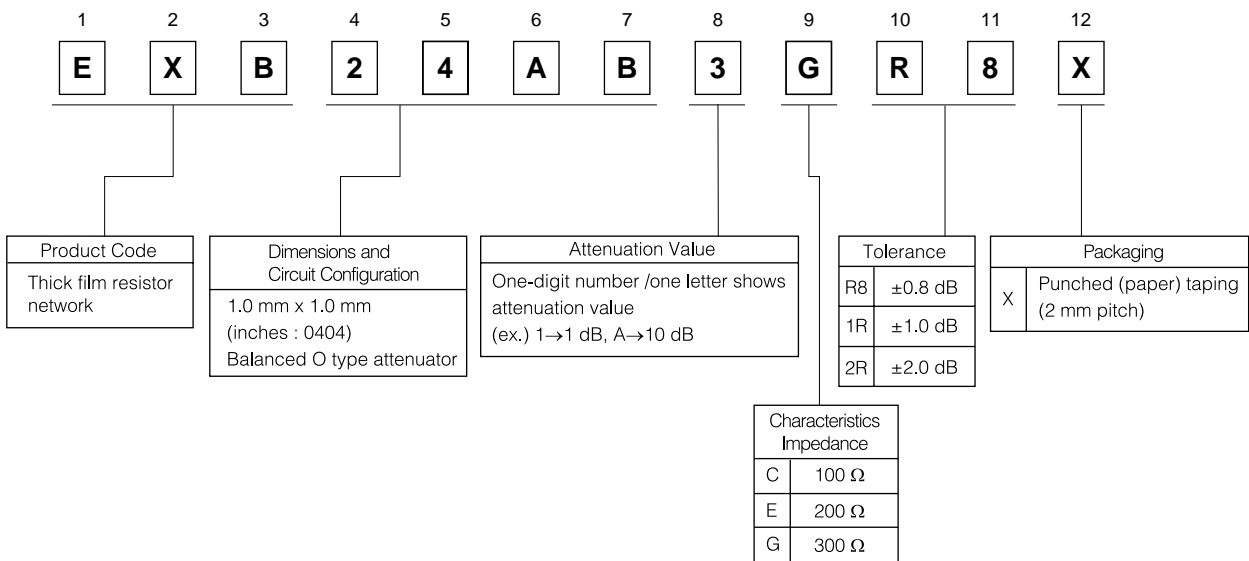 1 2 3 4 5 6 7 8 9 10 11 12
E X B 2 4 A B 3 G R 8 X
Product Code
Thick film resistor
network
Dimensions and
Circuit Configuration
1.0 mm x 1.0 mm
(inches : 0404)
Balanced O type attenuator
Attenuation Value
One-digit number /one letter shows
attenuation value
(ex.) 1→1 dB, A→10 dB
Characteristics
Impedance
C 100 Ω
E 200 Ω
G 300 Ω
Tolerance
R8 ±0.8 dB
1R ±1.0 dB
2R ±2.0 dB
Packaging
X Punched (paper) taping
(2 mm pitch)